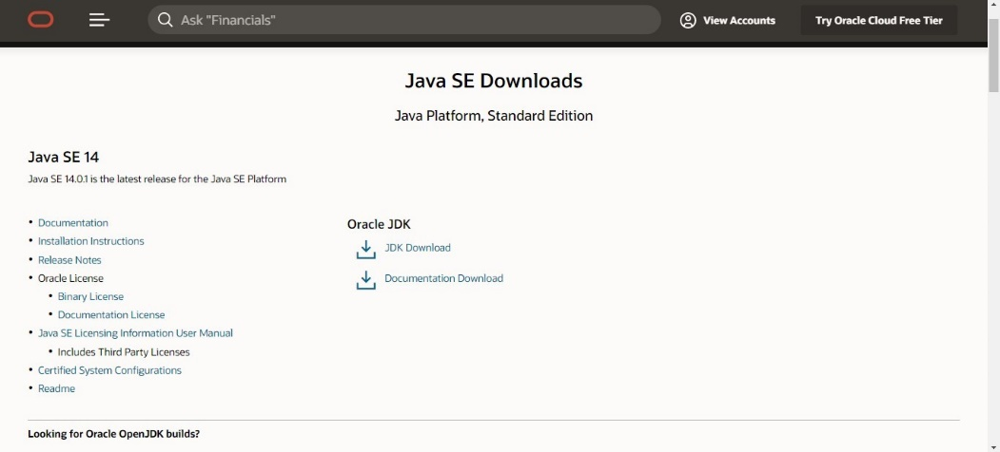 Ask "Financials"
View Accounts
Try Oracle Cloud Free Tier
Java SE Downloads
Java Platform, Standard Edition
Java SE 14
Java SE 14.0.1 is the latest release for the Java SE Platform
• Documentation
• Installation Instructions
• Release Notes
• Oracle License
• Binary License
• Documentation License
• Java SE Licensing Information User Manual
• Includes Third Party Licenses
• Certified System Configurations
• Readme
Oracle JDK
JDK Download
Documentation Download
Looking for Oracle OpenJDK builds?